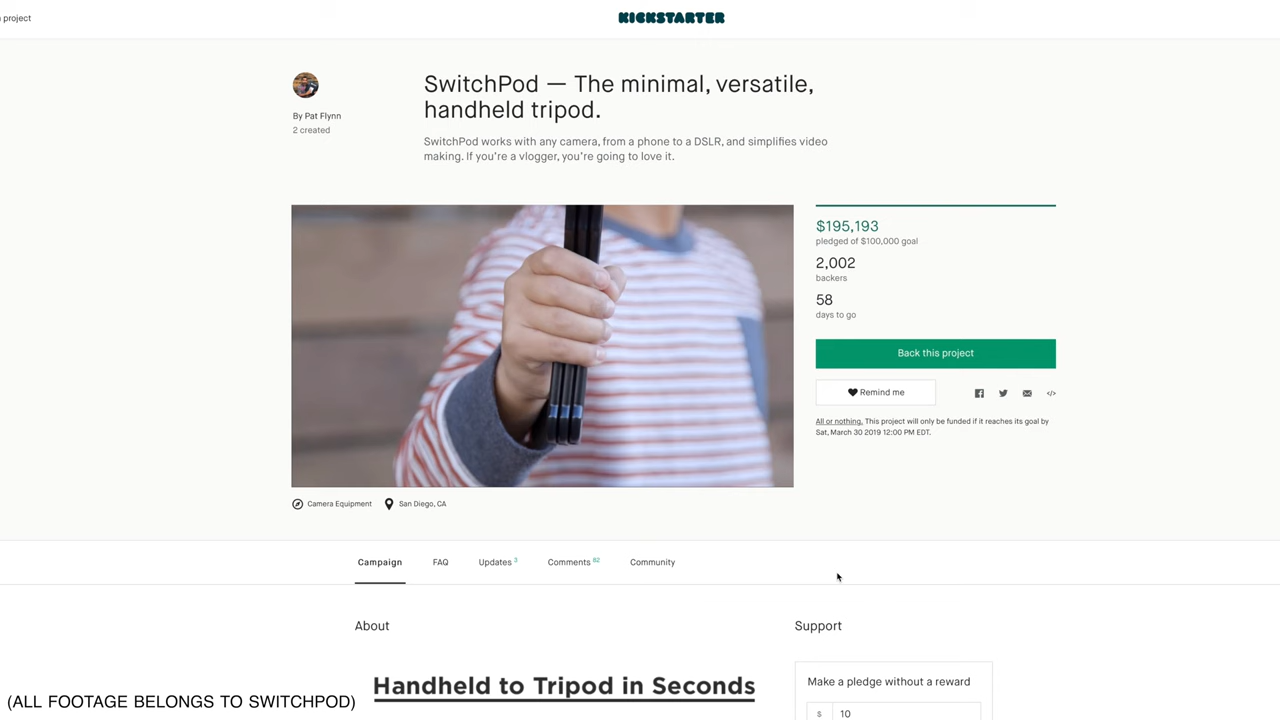 project
KICKSTARTER
SwitchPod — The minimal, versatile,
handheld tripod.
By Pat Flynn
2 created
SwitchPod works with any camera, from a phone to a DSLR, and simplifies video
making. If you're a vlogger, you're going to love it.
$195,193
pledged of $100,000 goal
2,002
backers
58
days to go
Back this project
Remind me
All or nothing. This project will only be funded if it reaches its goal by
Sat, March 30 2019 12:00 PM EDT.
Camera Equipment San Diego, CA
Campaign FAQ Updates 3 Comments 82 Community
About
Support
Handheld to Tripod in Seconds
Make a pledge without a reward
$ 10
(ALL FOOTAGE BELONGS TO SWITCHPOD)